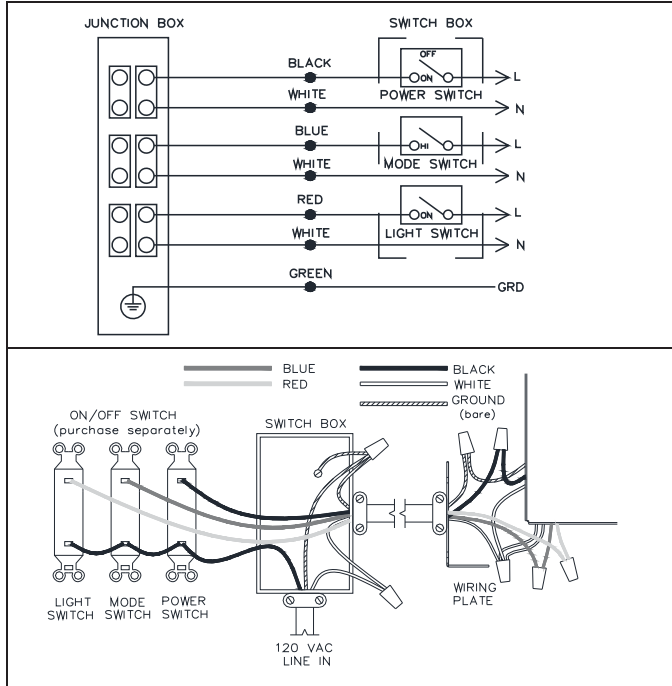 JUNCTION BOX
SWITCH BOX
OFF
BLACK
ON
L
WHITE
POWER SWITCH
N
BLUE
HI
L
WHITE
MODE SWITCH
N
RED
ON
L
WHITE
LIGHT SWITCH
N
GREEN
GRD
BLUE
BLACK
RED
WHITE
GROUND
(bare)
ON/OFF SWITCH
(purchase separately)
SWITCH BOX
LIGHT
SWITCH
MODE
SWITCH
POWER
SWITCH
WIRING
PLATE
120 VAC
LINE IN